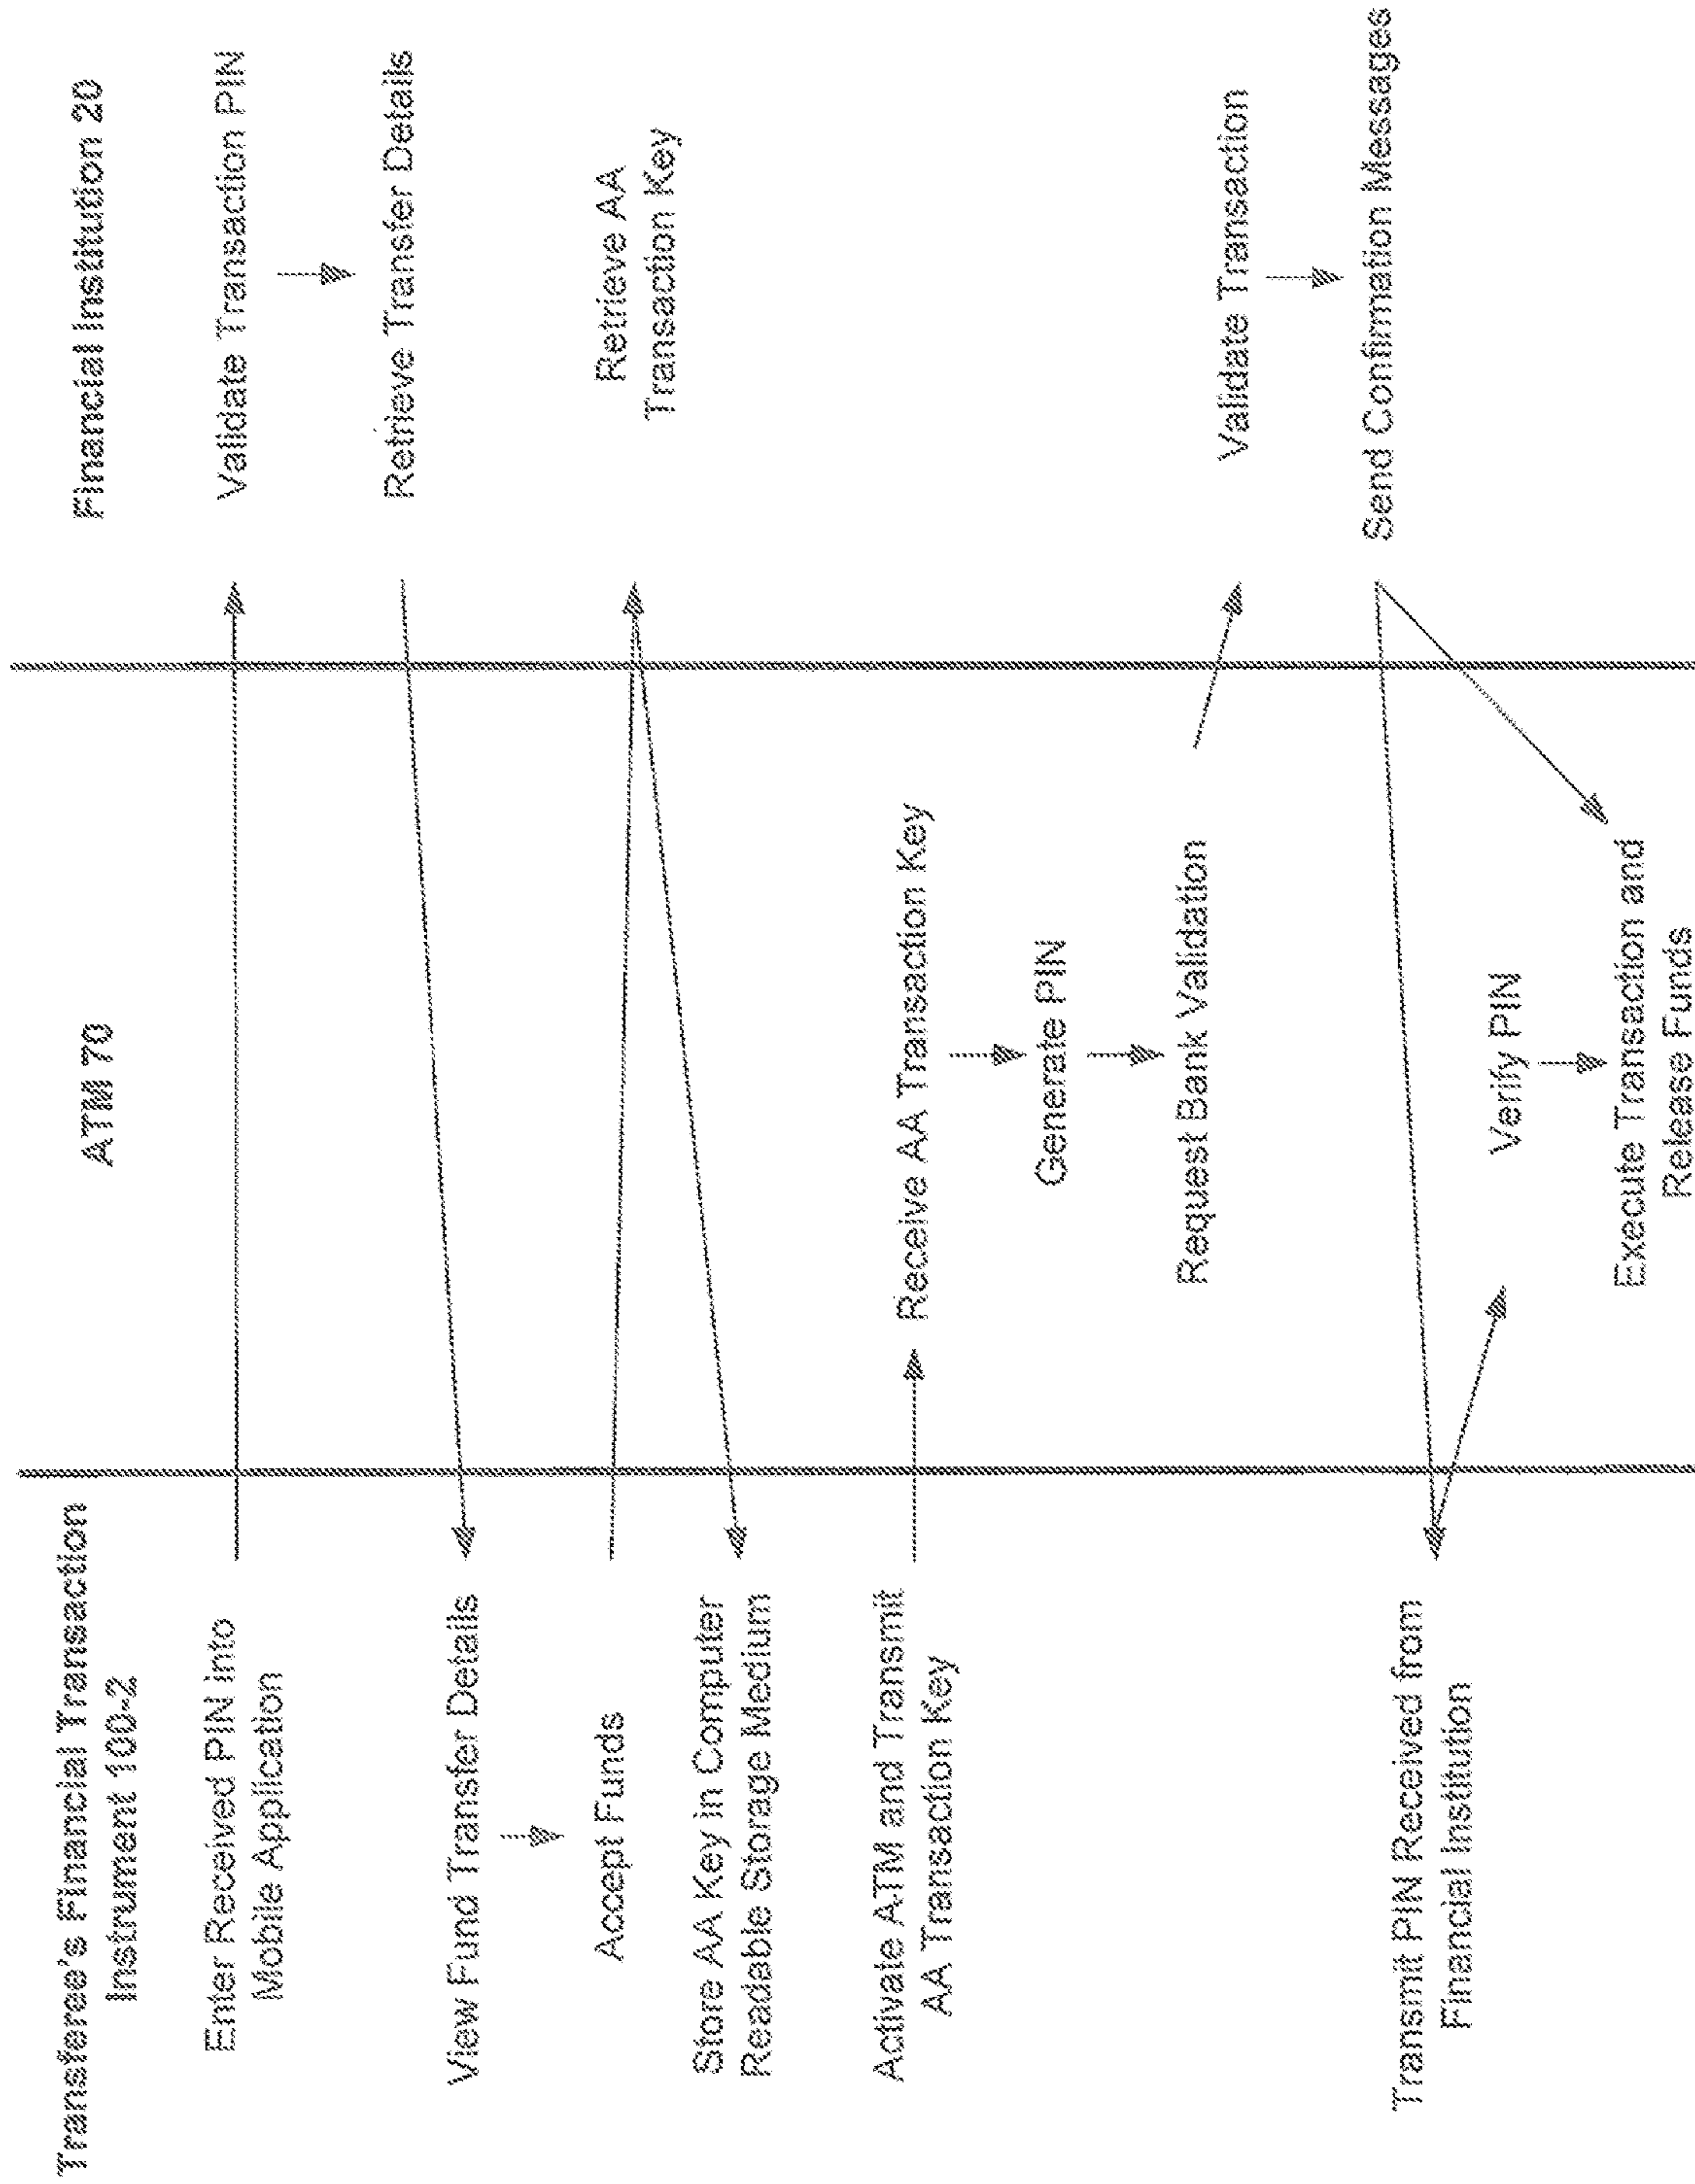 Transferee's Financial Transaction
Instrument 100-2
ATM 70
Financial Institution 20
Enter Received PIN into
Mobile Application
Validate Transaction PIN
Retrieve Transfer Details
View Fund Transfer Details
Accept Funds
Retrieve AA
Transaction Key
Store AA Key in Computer
Readable Storage Medium
Activate ATM and Transmit
AA Transaction Key
Receive AA Transaction Key
Generate PIN
Request Bank Validation
Validate Transaction
Send Confirmation Messages
Transmit PIN Received from
Financial Institution
Verify PIN
Execute Transaction and
Release Funds